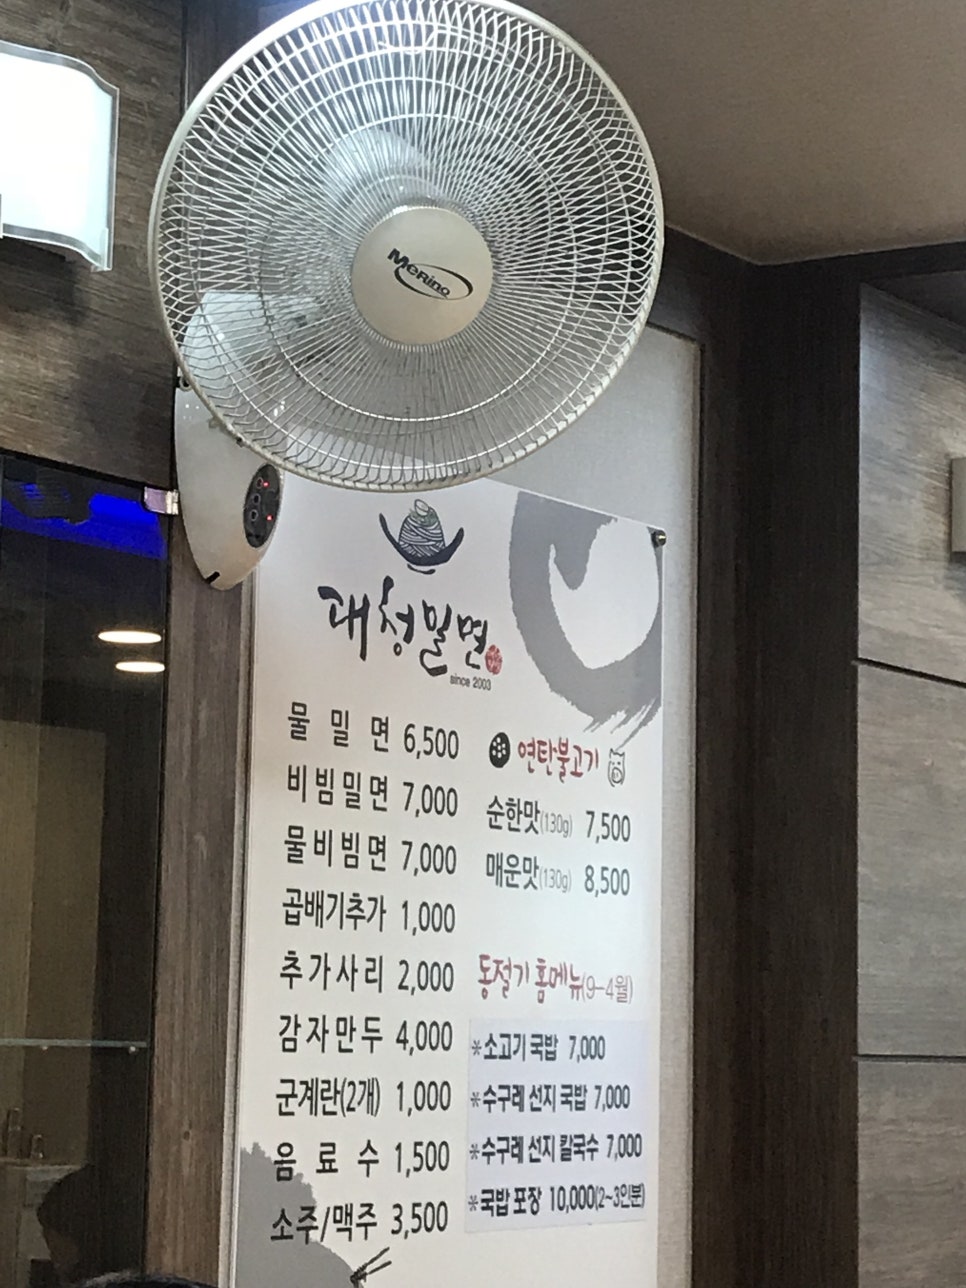 MeRino
대청밀면
since 2003
물밀면 6,500
비빔밀면 7,000
물비빔면 7,000
곱배기추가 1,000
추가사리 2,000
감자만두 4,000
군계란(2개) 1,000
음료수 1,500
소주/맥주 3,500
연탄불고기
순한맛(130g) 7,500
매운맛(130g) 8,500
동절기 홈메뉴(9-4월)
*소고기 국밥 7,000
*수구레 선지 국밥 7,000
*수구레 선지 칼국수 7,000
*국밥 포장 10,000(2~3인분)